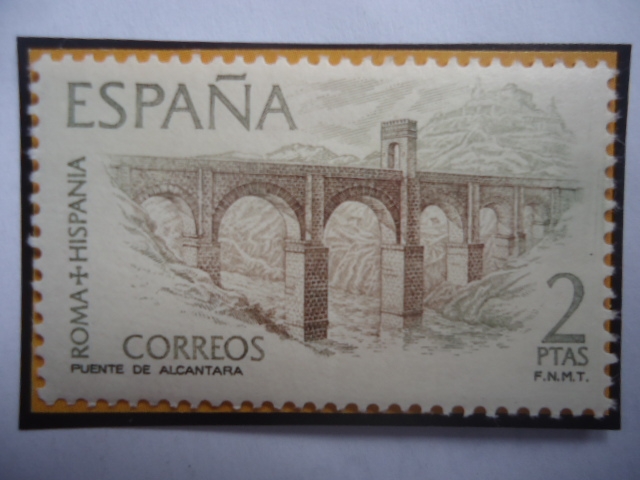 ESPAÑA
ROMA + HISPANIA
CORREOS
PUENTE DE ALCANTARA
2
PTAS
F.N.M.T.